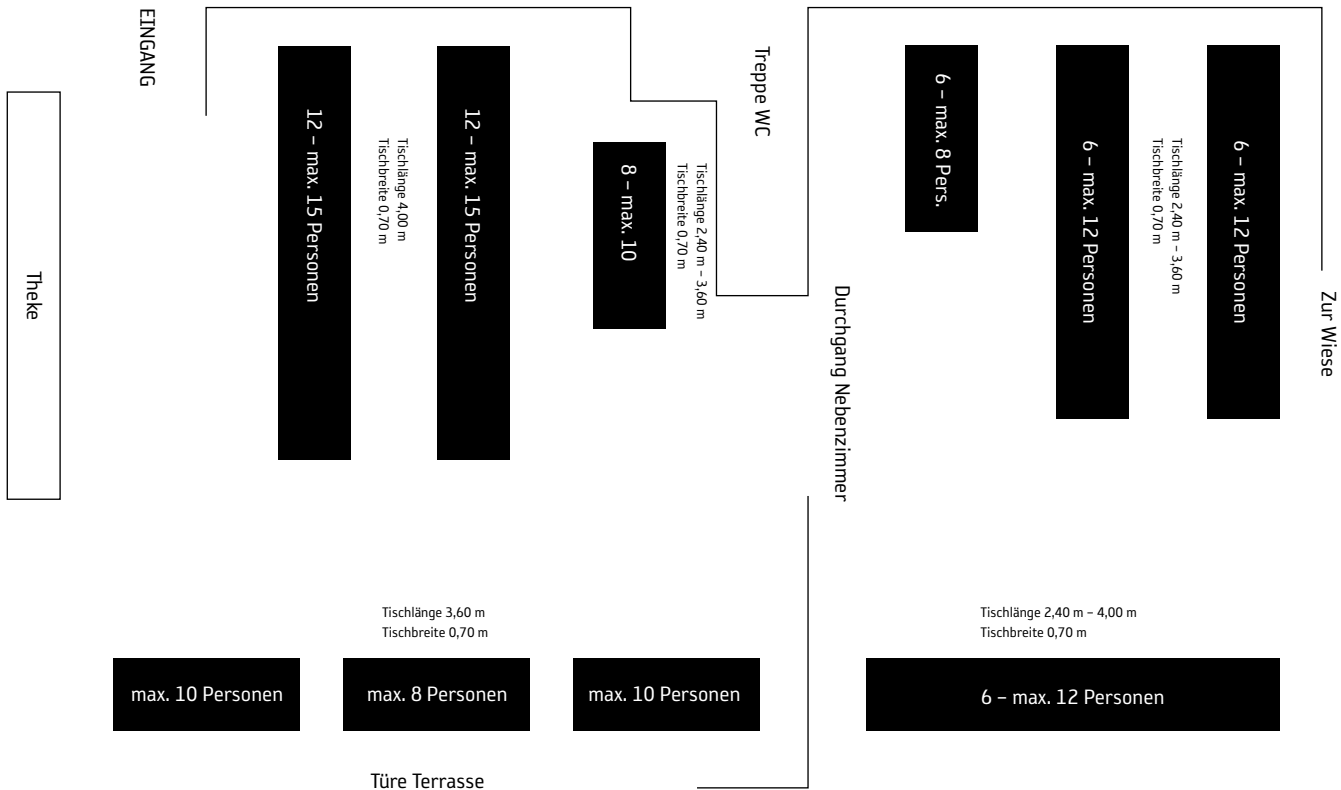 EINGANG
Theke
12 – max. 15 Personen
Tischlänge 4,00 m
Tischbreite 0,70 m
12 – max. 15 Personen
8 – max. 10
Tischlänge 2,40 m – 3,60 m
Tischbreite 0,70 m
Treppe WC
Durchgang Nebenzimmer
6 – max. 8 Pers.
6 – max. 12 Personen
Tischlänge 2,40 m – 3,60 m
Tischbreite 0,70 m
6 – max. 12 Personen
Zur Wiese
Tischlänge 3,60 m
Tischbreite 0,70 m
max. 10 Personen
max. 8 Personen
max. 10 Personen
Türe Terrasse
Tischlänge 2,40 m – 4,00 m
Tischbreite 0,70 m
6 – max. 12 Personen